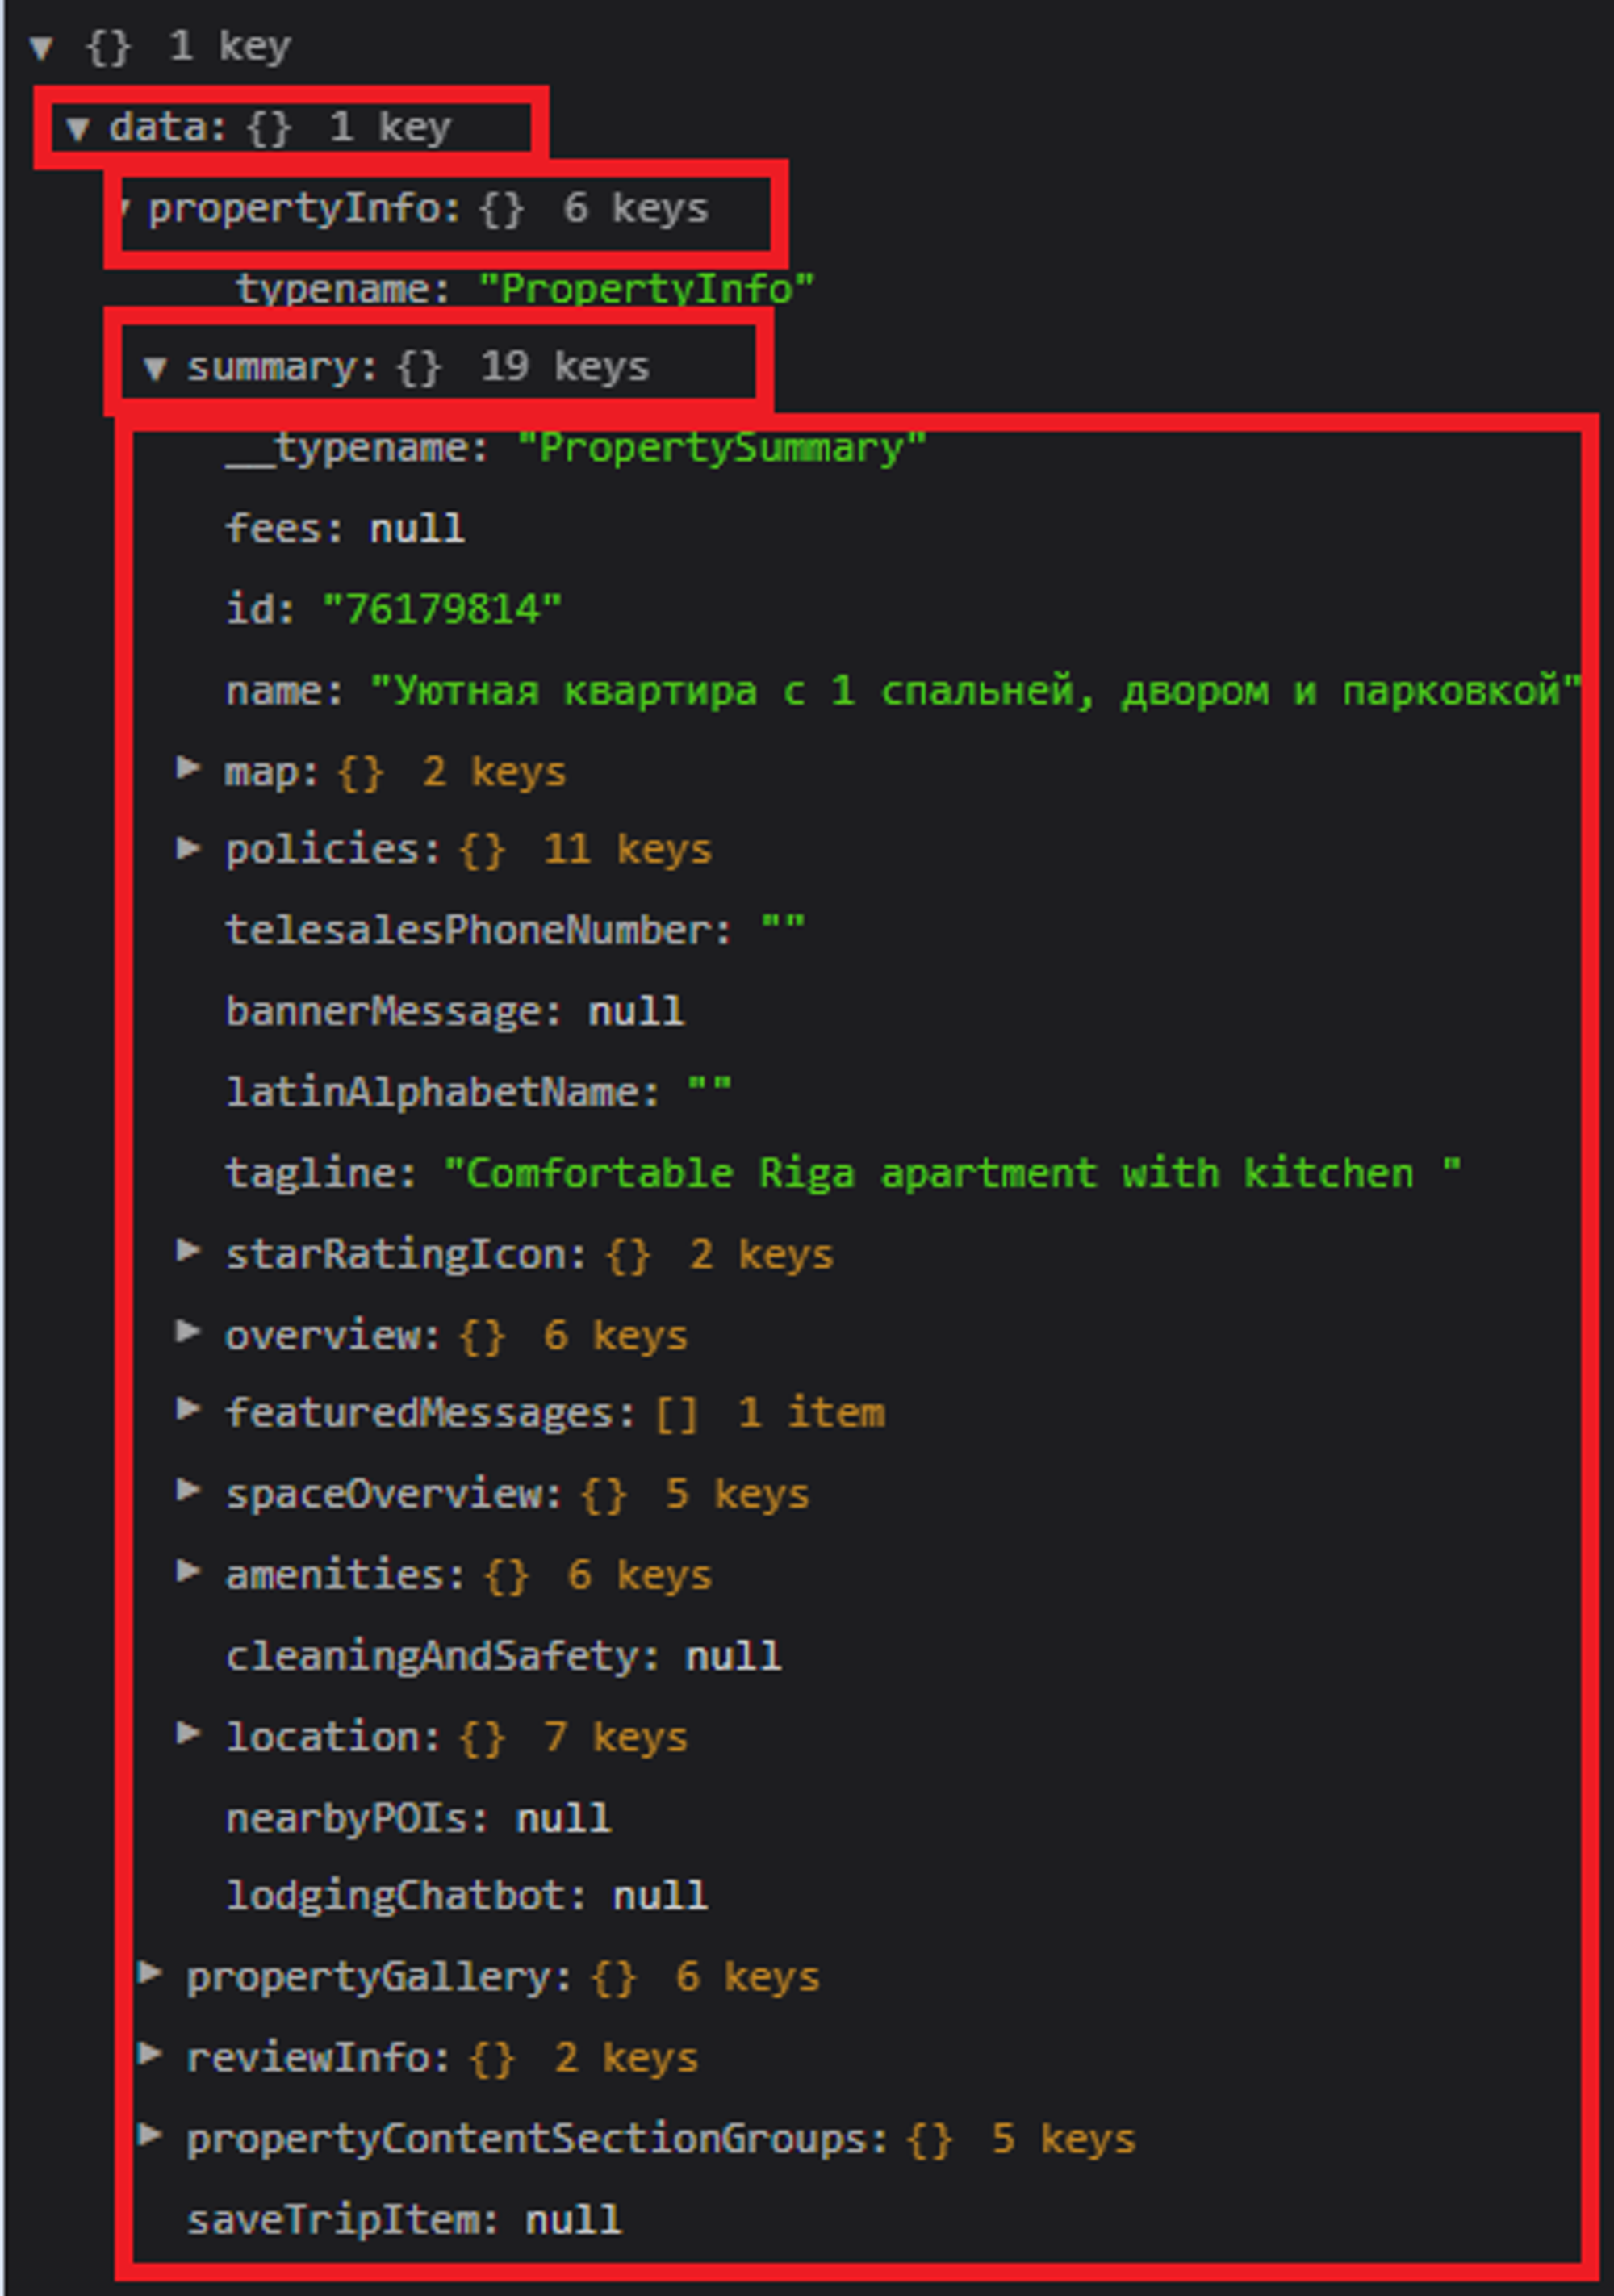 ▼ {} 1 key
▼ data: {} 1 key
propertyInfo: {} 6 keys
typename: "PropertyInfo"
▼ summary: {} 19 keys
__typename: "PropertySummary"
fees: null
id: "76179814"
name: "Уютная квартира с 1 спальней, двором и парковкой"
▶ map: {} 2 keys
▶ policies: {} 11 keys
telesalesPhoneNumber: ""
bannerMessage: null
latinAlphabetName: ""
tagline: "Comfortable Riga apartment with kitchen "
▶ starRatingIcon: {} 2 keys
▶ overview: {} 6 keys
▶ featuredMessages: [] 1 item
▶ spaceOverview: {} 5 keys
▶ amenities: {} 6 keys
cleaningAndSafety: null
▶ location: {} 7 keys
nearbyPOIs: null
lodgingChatbot: null
▶ propertyGallery: {} 6 keys
▶ reviewInfo: {} 2 keys
▶ propertyContentSectionGroups: {} 5 keys
saveTripItem: null